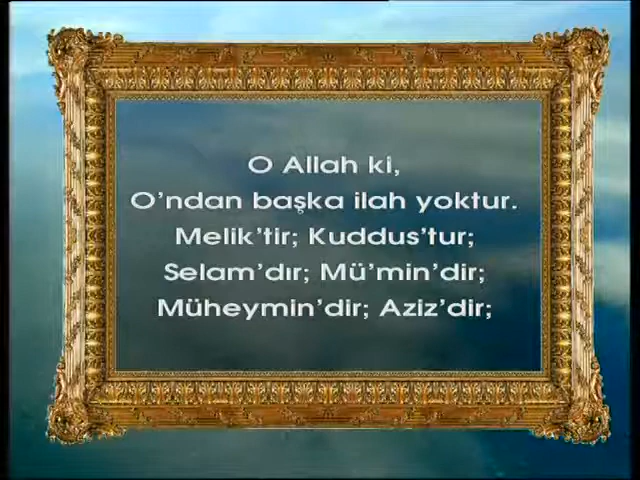 O Allah ki,
O'ndan başka ilah yoktur.
Melik'tir; Kuddus'tur;
Selam'dır; Mü'min'dir;
Müheymin'dir; Aziz'dir;